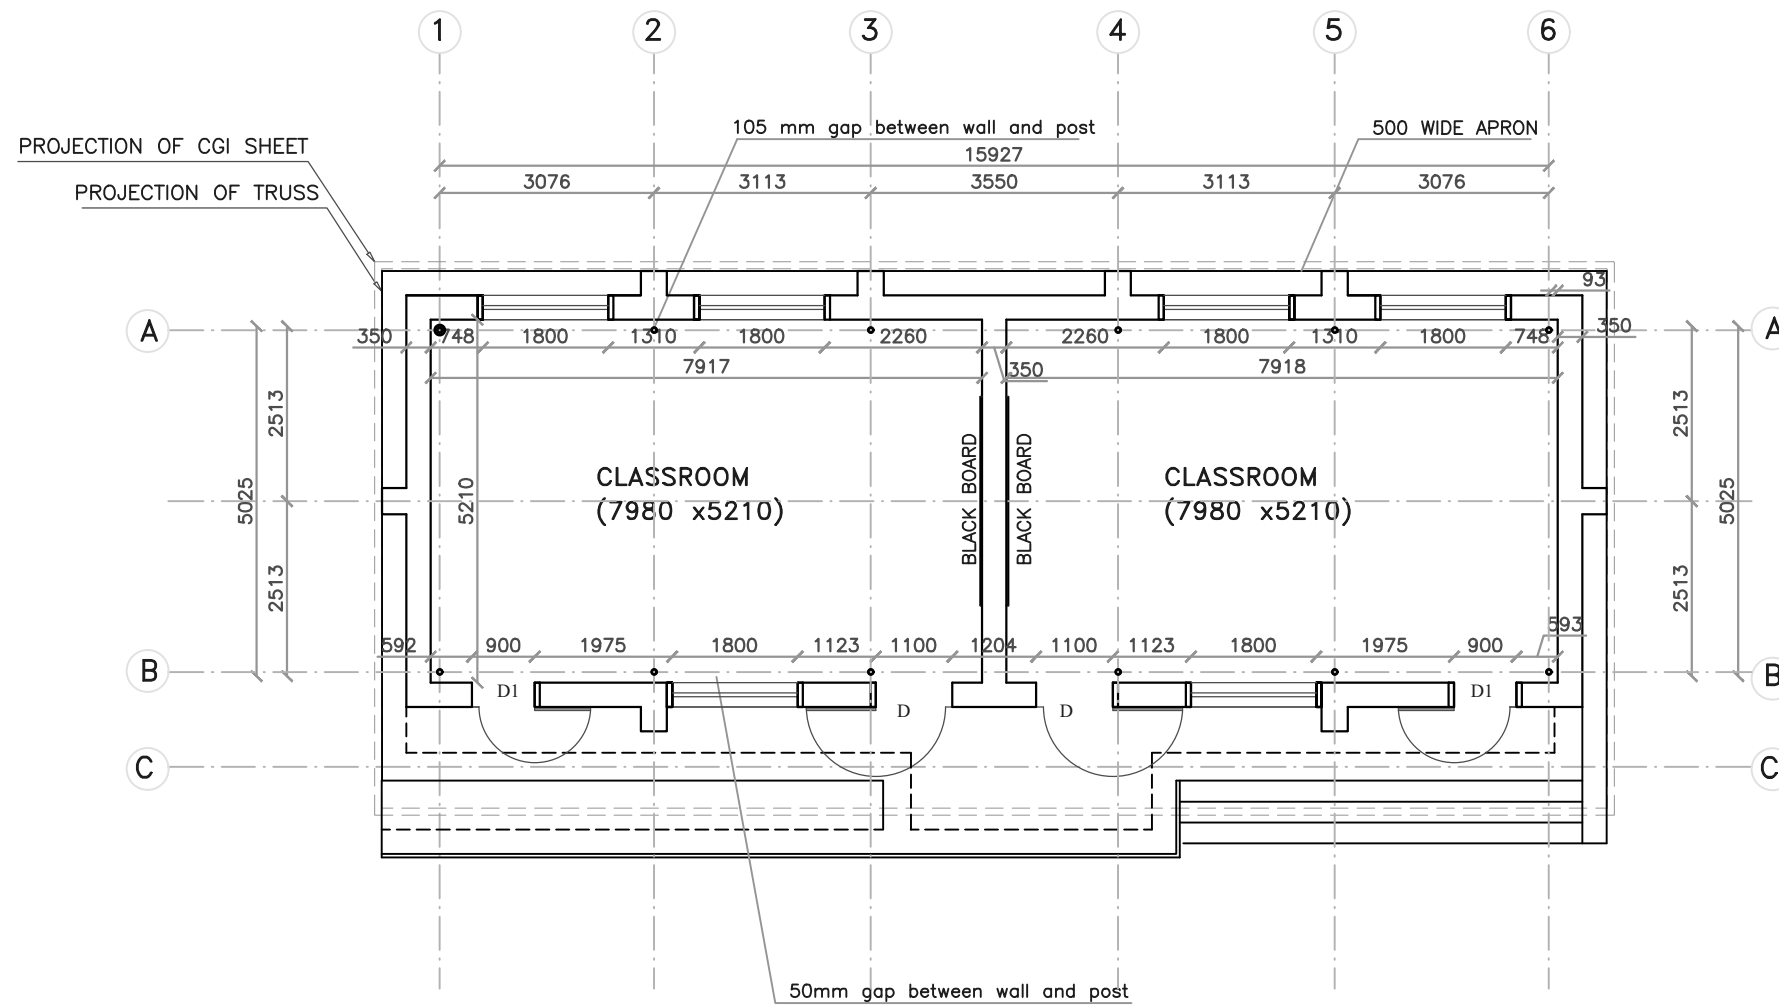 1 2 3 4 5 6
105 mm gap between wall and post
500 WIDE APRON
PROJECTION OF CGI SHEET
15927
3076 3113 3550 3113 3076
PROJECTION OF TRUSS
93
A A
350 748 1800 1310 1800 2260 2260 1800 1310 1800 748 350
7917 350 7918
2513 2513
CLASSROOM CLASSROOM
(7980 x5210) (7980 x5210)
BLACK BOARD BLACK BOARD
5025 5210 5025
2513 2513
592 900 1975 1800 1123 1100 1204 1100 1123 1800 1975 900 593
B B
D1 D D D1
C C
50mm gap between wall and post